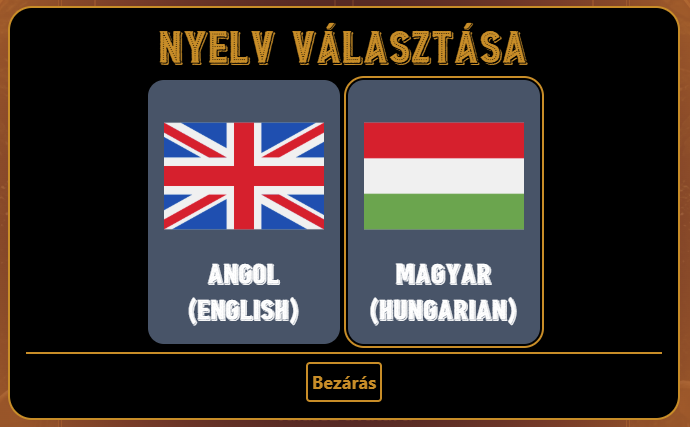 NYELV VÁLASZTÁSA
ANGOL
(ENGLISH)
MAGYAR
(HUNGARIAN)
Bezárás